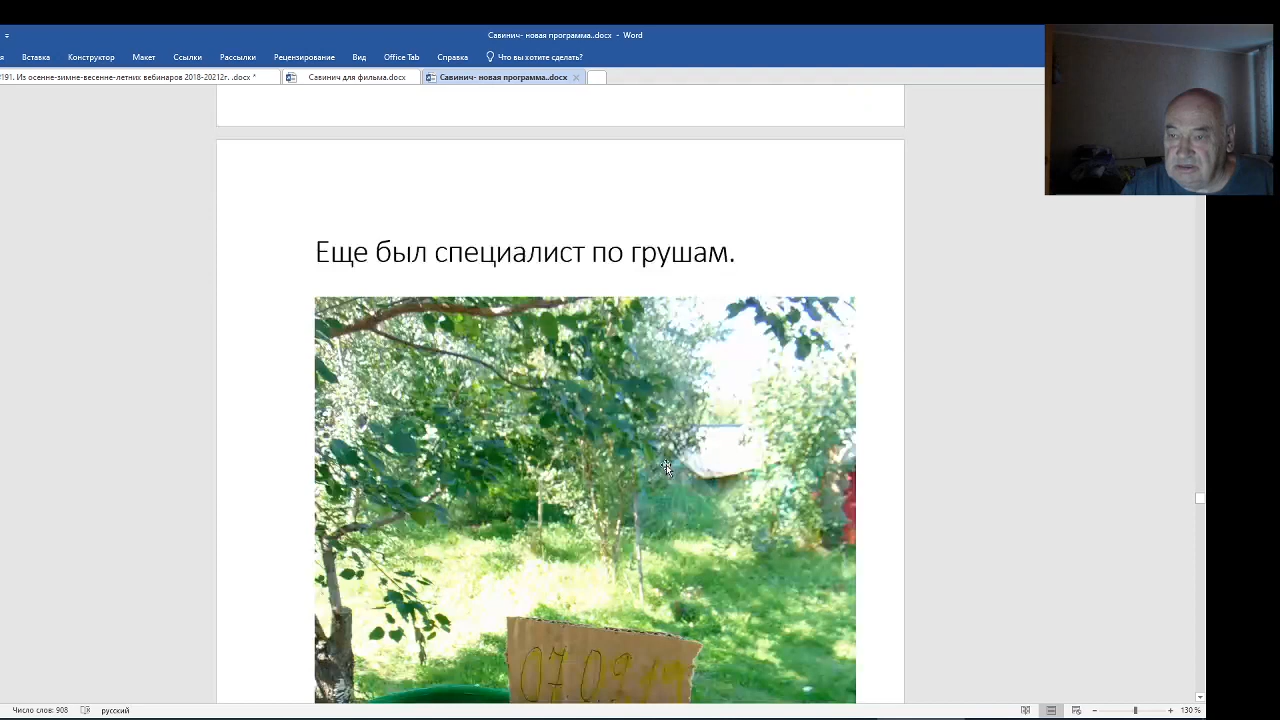 Савинич- новая программа..docx - Word
я Вставка Конструктор Макет Ссылки Рассылки Рецензирование Вид Office Tab Справка Что вы хотите сделать?
191. Из осенне-зимне-весенне-летних вебинаров 2018-20212г. .docx * Савинич для фильма.docx Савинич- новая программа..docx
Еще был специалист по грушам.
07.09.19
Число слов: 908 русский 130 %